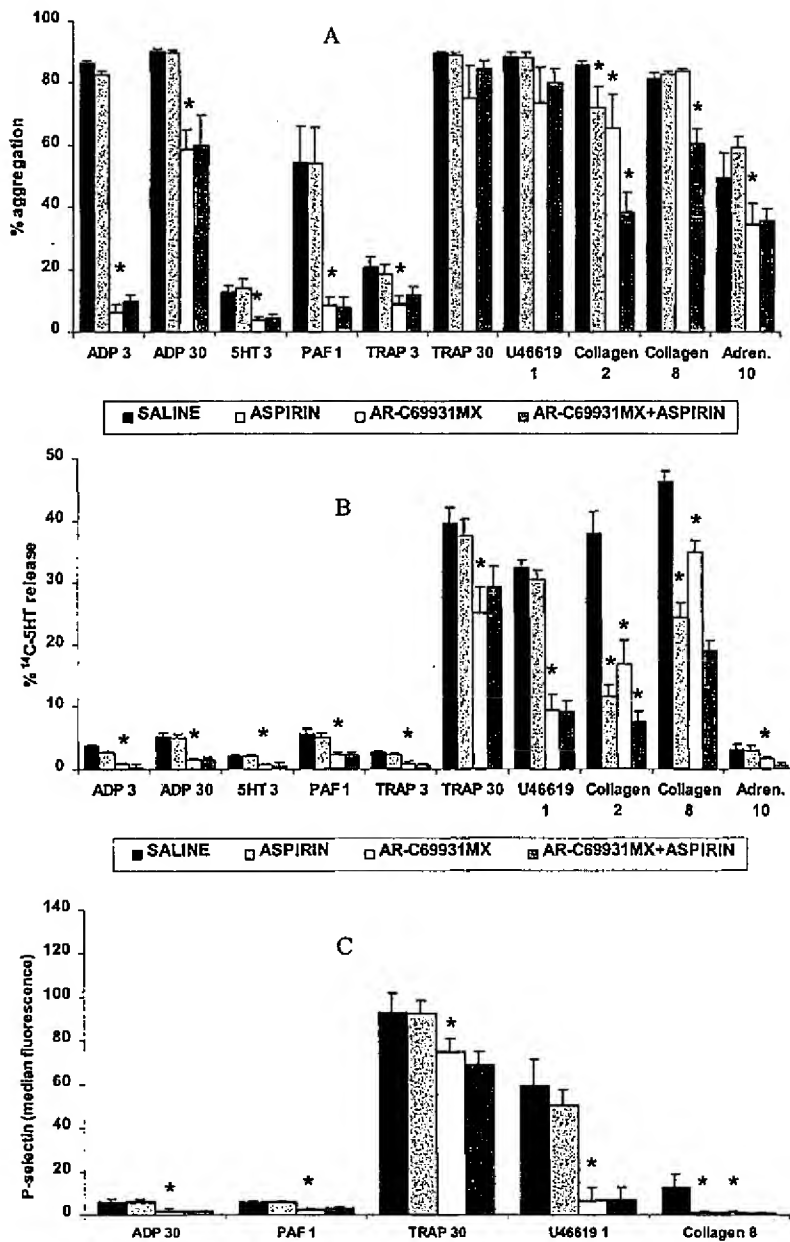 A
% aggregation
100
80
60
40
20
0
* * * * * * * * * *
ADP 3 ADP 30 5HT 3 PAF 1 TRAP 3 TRAP 30 U46619 1 Collagen 2 Collagen 8 Adren. 10
SALINE ASPIRIN AR-C69931MX AR-C69931MX+ASPIRIN
B
% ¹⁴C-5HT release
50
40
30
20
10
0
* * * * * * * * * * * * *
ADP 3 ADP 30 5HT 3 PAF 1 TRAP 3 TRAP 30 U46619 1 Collagen 2 Collagen 8 Adren. 10
SALINE ASPIRIN AR-C69931MX AR-C69931MX+ASPIRIN
C
P-selectin (median fluorescence)
140
120
100
80
60
40
20
0
* * * * * *
ADP 30 PAF 1 TRAP 30 U46619 1 Collagen 8